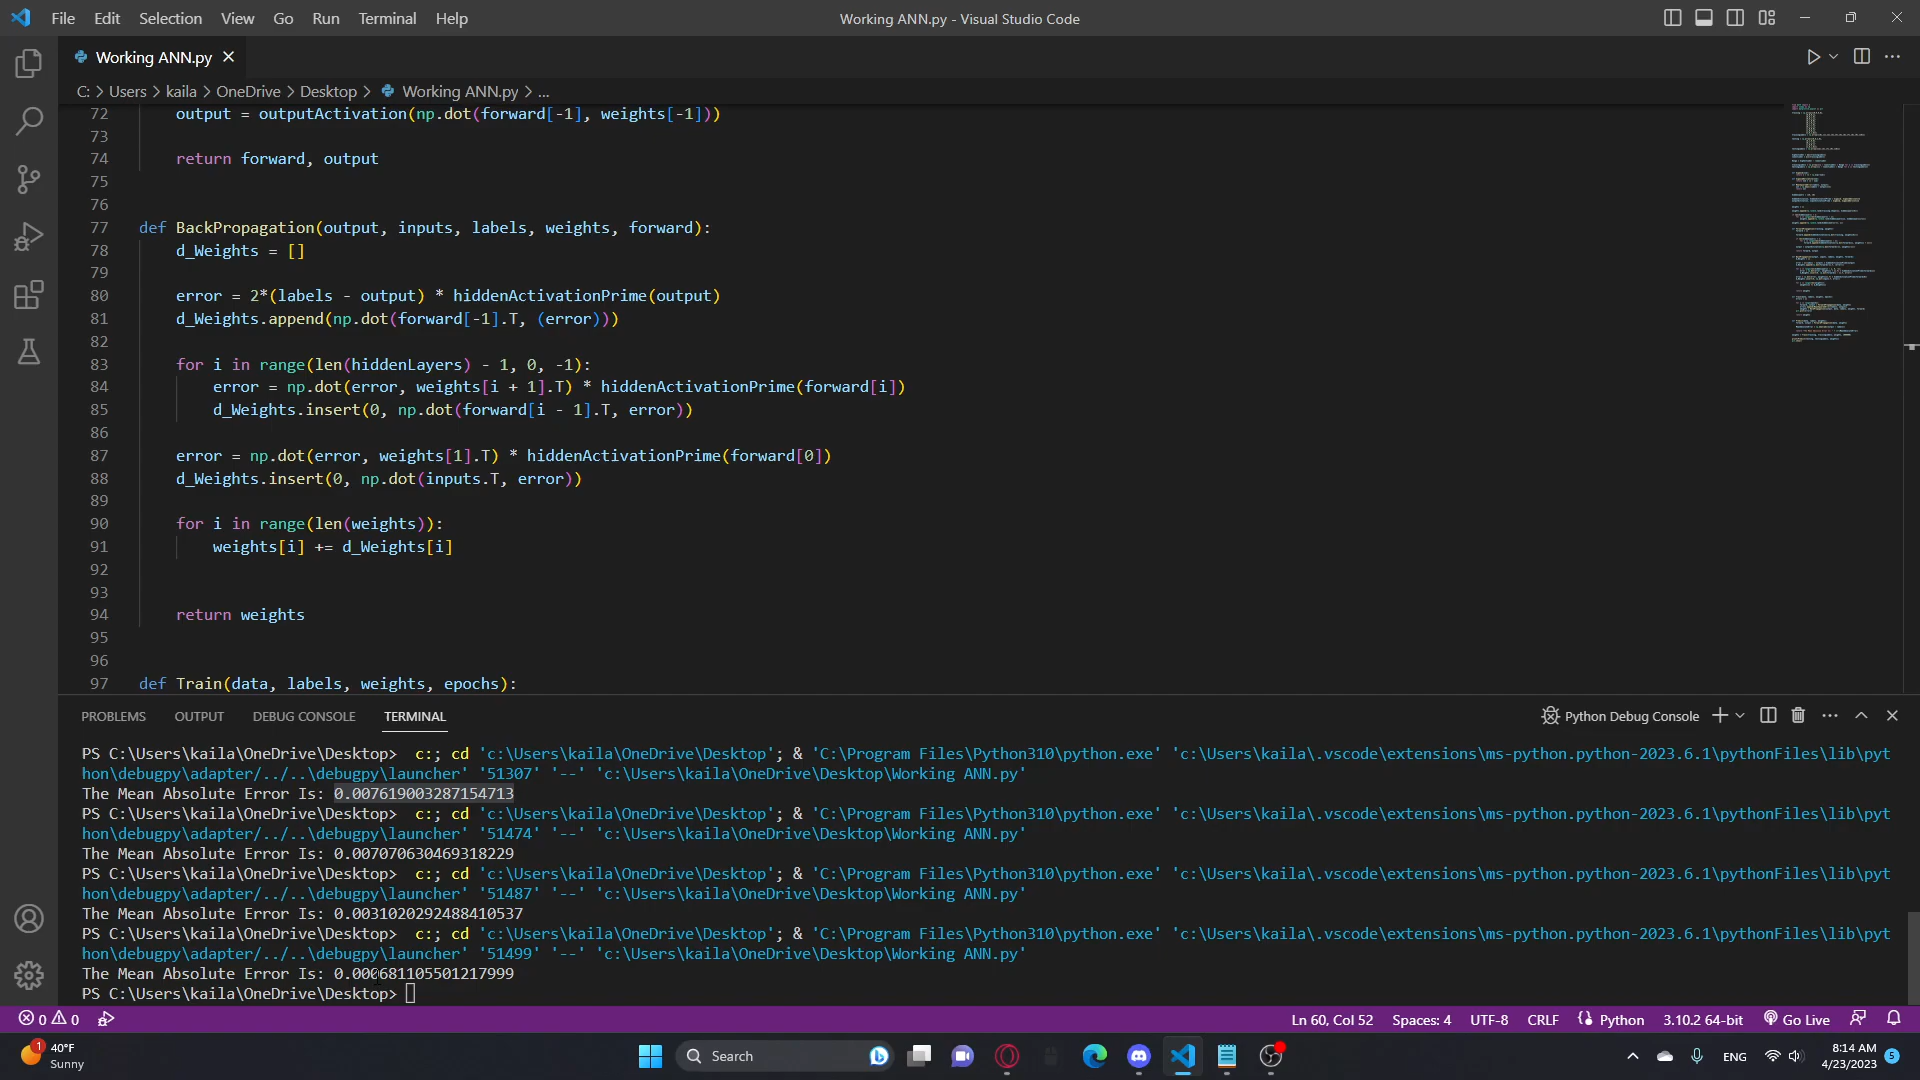 File Edit Selection View Go Run Terminal Help
Working ANN.py - Visual Studio Code
Working ANN.py
C: > Users > kaila > OneDrive > Desktop > Working ANN.py > ...
72 output = outputActivation(np.dot(forward[-1], weights[-1]))
73
74 return forward, output
75
76
77 def BackPropagation(output, inputs, labels, weights, forward):
78 d_Weights = []
79
80 error = 2*(labels - output) * hiddenActivationPrime(output)
81 d_Weights.append(np.dot(forward[-1].T, (error)))
82
83 for i in range(len(hiddenLayers) - 1, 0, -1):
84 error = np.dot(error, weights[i + 1].T) * hiddenActivationPrime(forward[i])
85 d_Weights.insert(0, np.dot(forward[i - 1].T, error))
86
87 error = np.dot(error, weights[1].T) * hiddenActivationPrime(forward[0])
88 d_Weights.insert(0, np.dot(inputs.T, error))
89
90 for i in range(len(weights)):
91 weights[i] += d_Weights[i]
92
93
94 return weights
95
96
97 def Train(data, labels, weights, epochs):
PROBLEMS OUTPUT DEBUG CONSOLE TERMINAL
Python Debug Console
PS C:\Users\kaila\OneDrive\Desktop> c:; cd 'c:\Users\kaila\OneDrive\Desktop'; & 'C:\Program Files\Python310\python.exe' 'c:\Users\kaila\.vscode\extensions\ms-python.python-2023.6.1\pythonFiles\lib\pyt
hon\debugpy\adapter/../..\debugpy\launcher' '51307' '--' 'c:\Users\kaila\OneDrive\Desktop\Working ANN.py'
The Mean Absolute Error Is: 0.007619003287154713
PS C:\Users\kaila\OneDrive\Desktop> c:; cd 'c:\Users\kaila\OneDrive\Desktop'; & 'C:\Program Files\Python310\python.exe' 'c:\Users\kaila\.vscode\extensions\ms-python.python-2023.6.1\pythonFiles\lib\pyt
hon\debugpy\adapter/../..\debugpy\launcher' '51474' '--' 'c:\Users\kaila\OneDrive\Desktop\Working ANN.py'
The Mean Absolute Error Is: 0.007070630469318229
PS C:\Users\kaila\OneDrive\Desktop> c:; cd 'c:\Users\kaila\OneDrive\Desktop'; & 'C:\Program Files\Python310\python.exe' 'c:\Users\kaila\.vscode\extensions\ms-python.python-2023.6.1\pythonFiles\lib\pyt
hon\debugpy\adapter/../..\debugpy\launcher' '51487' '--' 'c:\Users\kaila\OneDrive\Desktop\Working ANN.py'
The Mean Absolute Error Is: 0.0031020292488410537
PS C:\Users\kaila\OneDrive\Desktop> c:; cd 'c:\Users\kaila\OneDrive\Desktop'; & 'C:\Program Files\Python310\python.exe' 'c:\Users\kaila\.vscode\extensions\ms-python.python-2023.6.1\pythonFiles\lib\pyt
hon\debugpy\adapter/../..\debugpy\launcher' '51499' '--' 'c:\Users\kaila\OneDrive\Desktop\Working ANN.py'
The Mean Absolute Error Is: 0.000681105501217999
PS C:\Users\kaila\OneDrive\Desktop>
0 0 Ln 60, Col 52 Spaces: 4 UTF-8 CRLF Python 3.10.2 64-bit Go Live
1 40°F
Sunny
Search
ENG
8:14 AM
4/23/2023
5